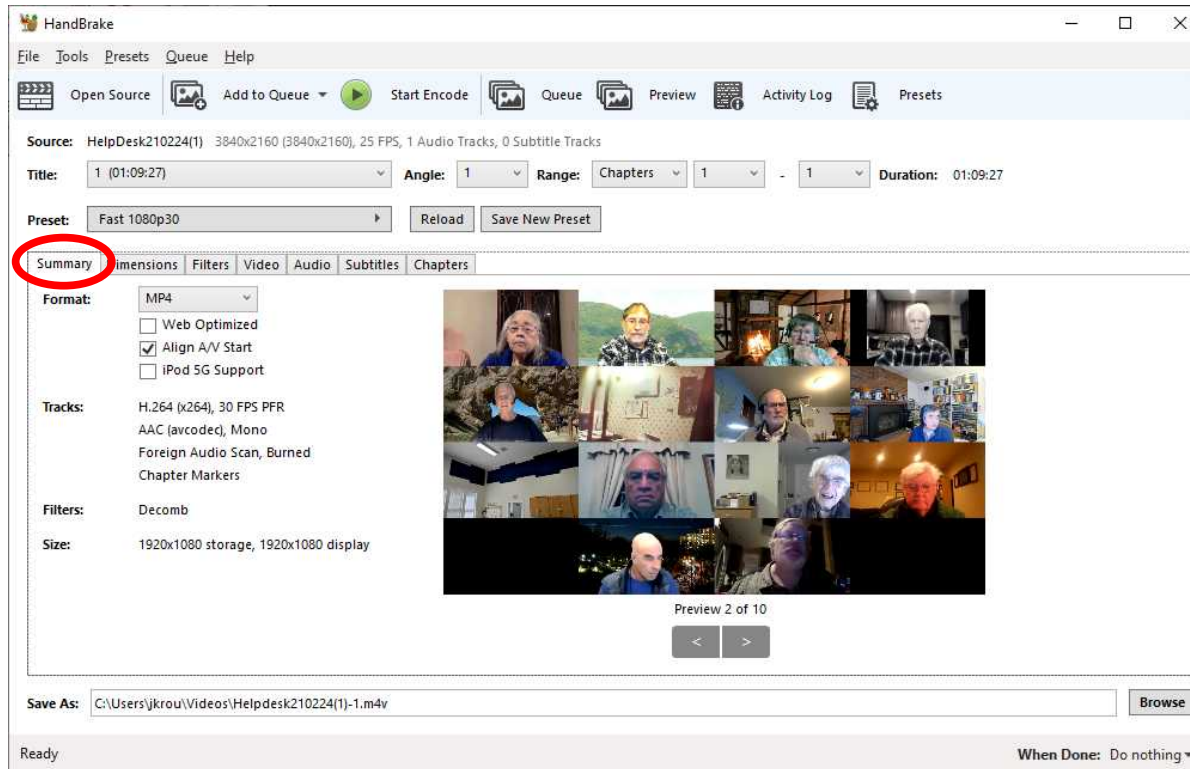 HandBrake
File Tools Presets Queue Help
Open Source Add to Queue Start Encode Queue Preview Activity Log Presets
Source: HelpDesk210224(1) 3840x2160 (3840x2160), 25 FPS, 1 Audio Tracks, 0 Subtitle Tracks
Title: 1 (01:09:27) Angle: 1 Range: Chapters 1 - 1 Duration: 01:09:27
Preset: Fast 1080p30 Reload Save New Preset
Summary Dimensions Filters Video Audio Subtitles Chapters
Format: MP4
Web Optimized
Align A/V Start
iPod 5G Support
Tracks: H.264 (x264), 30 FPS PFR
AAC (avcodec), Mono
Foreign Audio Scan, Burned
Chapter Markers
Filters: Decomb
Size: 1920x1080 storage, 1920x1080 display
Preview 2 of 10
< >
Save As: C:\Users\jkrou\Videos\Helpdesk210224(1)-1.m4v Browse
Ready When Done: Do nothing